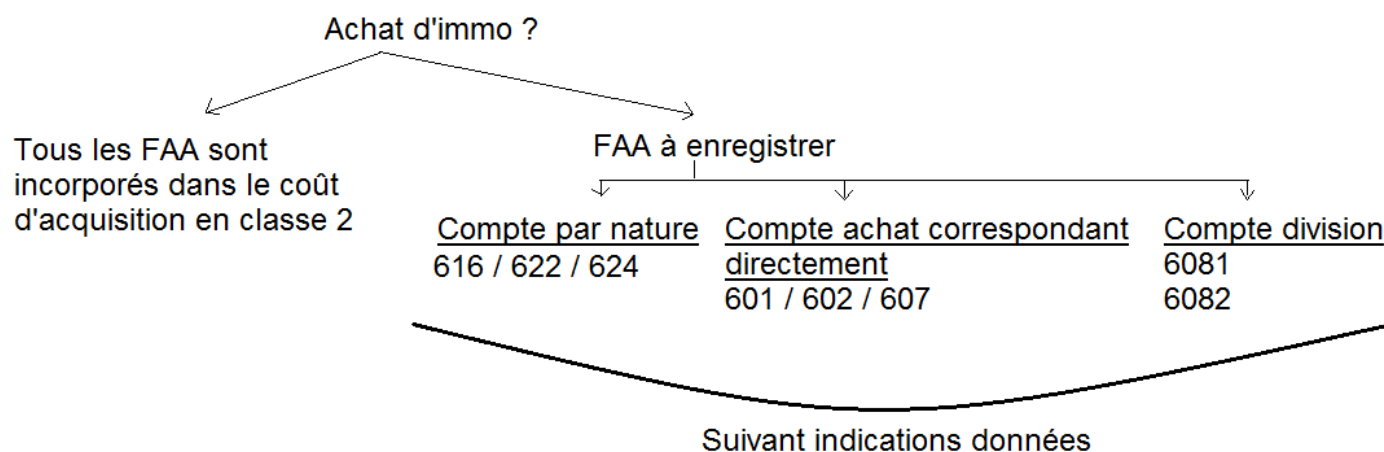 Achat d'immo ?
Tous les FAA sont
incorporés dans le coût
d'acquisition en classe 2
FAA à enregistrer
Compte par nature
616 / 622 / 624
Compte achat correspondant
directement
601 / 602 / 607
Compte division
6081
6082
Suivant indications données